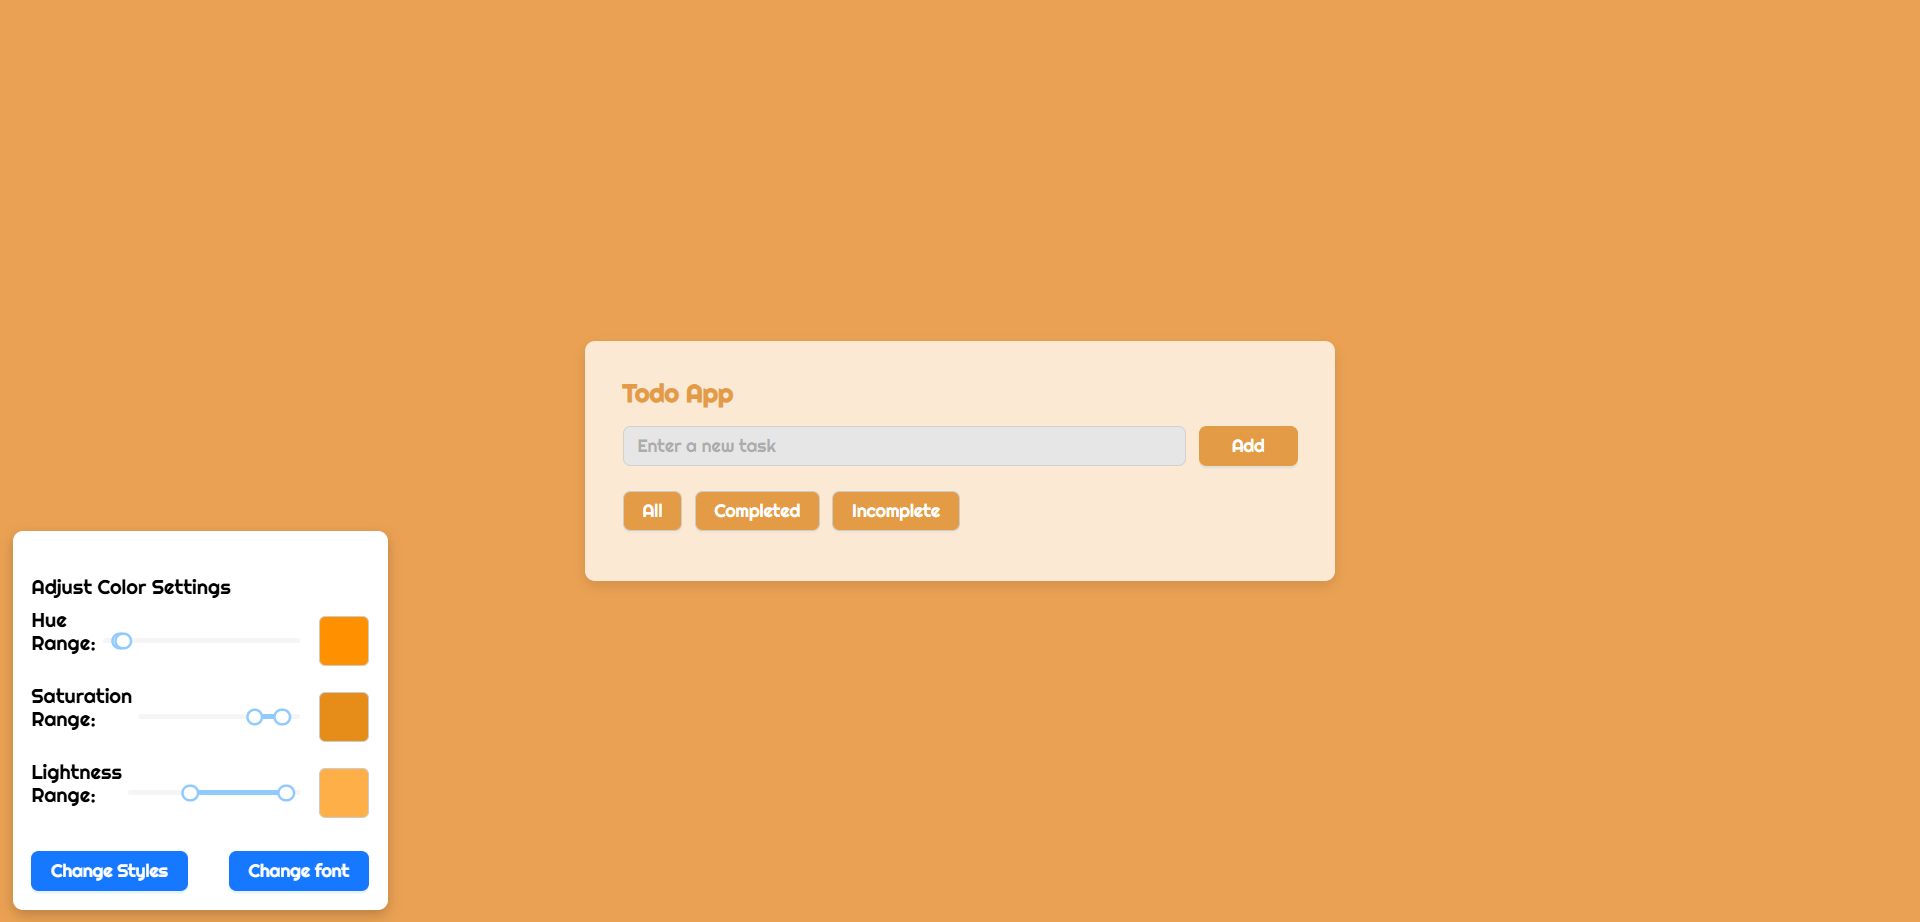 Todo App
Enter a new task
Add
All
Completed
Incomplete
Adjust Color Settings
Hue
Range:
Saturation
Range:
Lightness
Range:
Change Styles
Change font